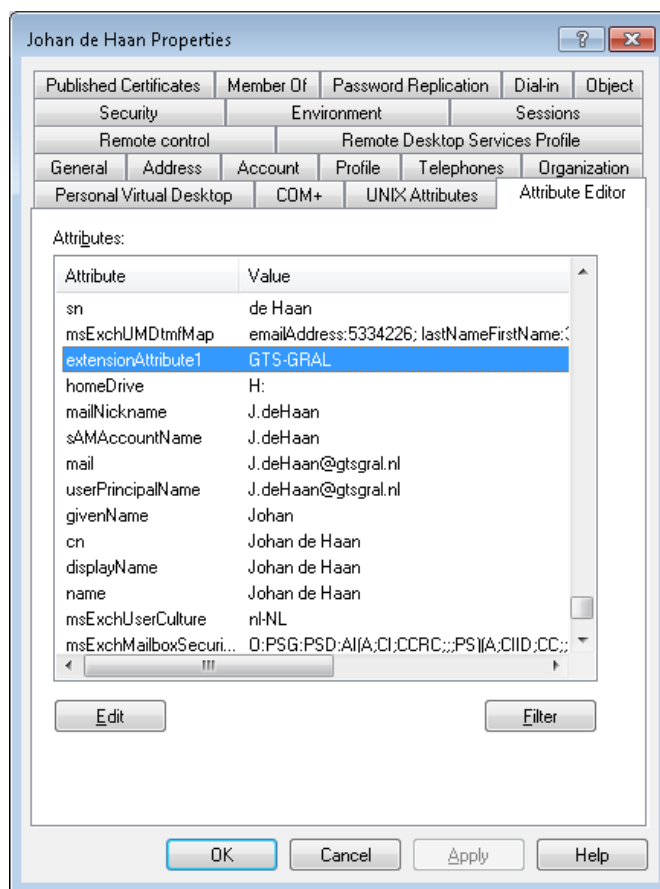 Johan de Haan Properties
Published Certificates Member Of Password Replication Dial-in Object
Security Environment Sessions
Remote control Remote Desktop Services Profile
General Address Account Profile Telephones Organization
Personal Virtual Desktop COM+ UNIX Attributes Attribute Editor
Attributes:
Attribute Value
sn de Haan
msExchUMDtmfMap emailAddress:5334226; lastNameFirstName:3
extensionAttribute1 GTS-GRAL
homeDrive H:
mailNickname J.deHaan
sAMAccountName J.deHaan
mail J.deHaan@gtsgral.nl
userPrincipalName J.deHaan@gtsgral.nl
givenName Johan
cn Johan de Haan
displayName Johan de Haan
name Johan de Haan
msExchUserCulture nl-NL
msExchMailboxSecuri... O:PSG:PSD:AI(A;CI;CCRC;;;PS)(A;CIID;CC;;
Edit Filter
OK Cancel Apply Help